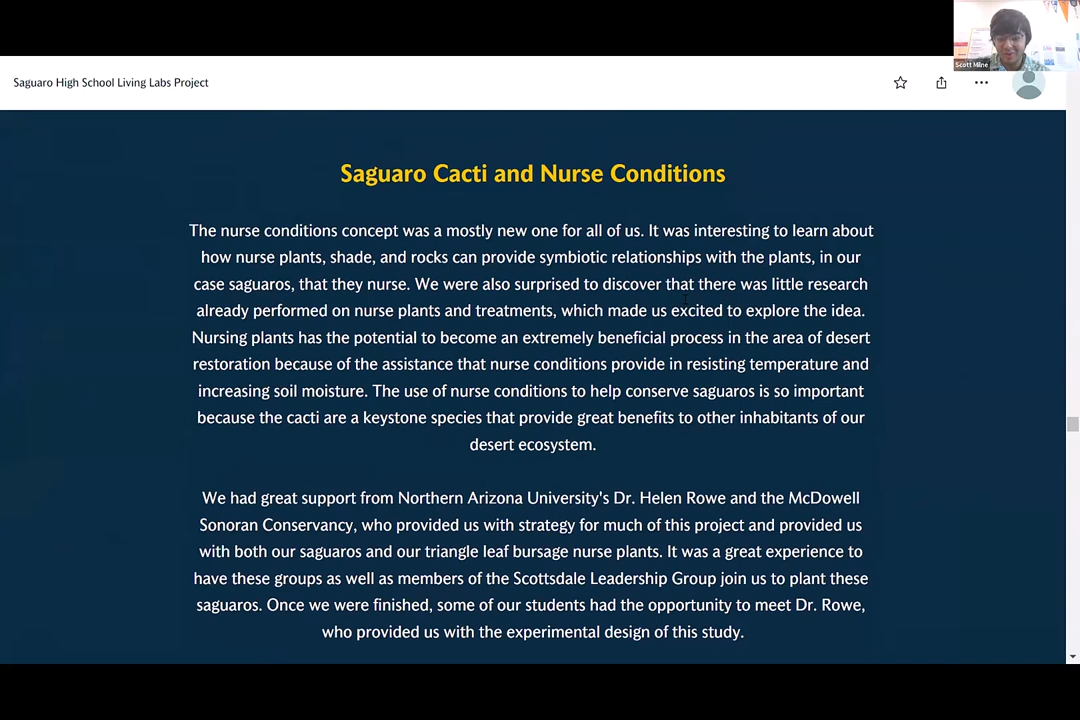 Scott Milne
Saguaro High School Living Labs Project
Saguaro Cacti and Nurse Conditions
The nurse conditions concept was a mostly new one for all of us. It was interesting to learn about
how nurse plants, shade, and rocks can provide symbiotic relationships with the plants, in our
case saguaros, that they nurse. We were also surprised to discover that there was little research
already performed on nurse plants and treatments, which made us excited to explore the idea.
Nursing plants has the potential to become an extremely beneficial process in the area of desert
restoration because of the assistance that nurse conditions provide in resisting temperature and
increasing soil moisture. The use of nurse conditions to help conserve saguaros is so important
because the cacti are a keystone species that provide great benefits to other inhabitants of our
desert ecosystem.
We had great support from Northern Arizona University's Dr. Helen Rowe and the McDowell
Sonoran Conservancy, who provided us with strategy for much of this project and provided us
with both our saguaros and our triangle leaf bursage nurse plants. It was a great experience to
have these groups as well as members of the Scottsdale Leadership Group join us to plant these
saguaros. Once we were finished, some of our students had the opportunity to meet Dr. Rowe,
who provided us with the experimental design of this study.